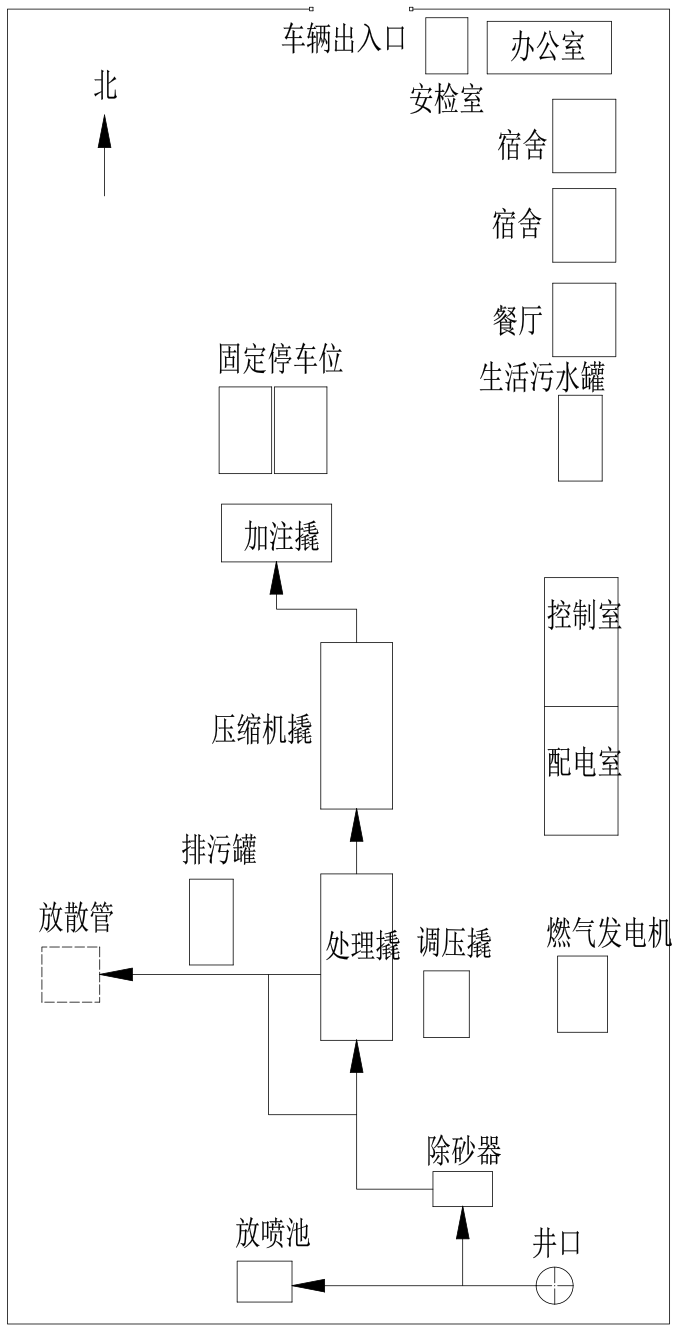 车辆出入口
办公室
安检室
北
宿舍
宿舍
餐厅
固定停车位
生活污水罐
加注撬
控制室
压缩机撬
配电室
排污罐
放散管
处理撬
调压撬
燃气发电机
除砂器
放喷池
井口